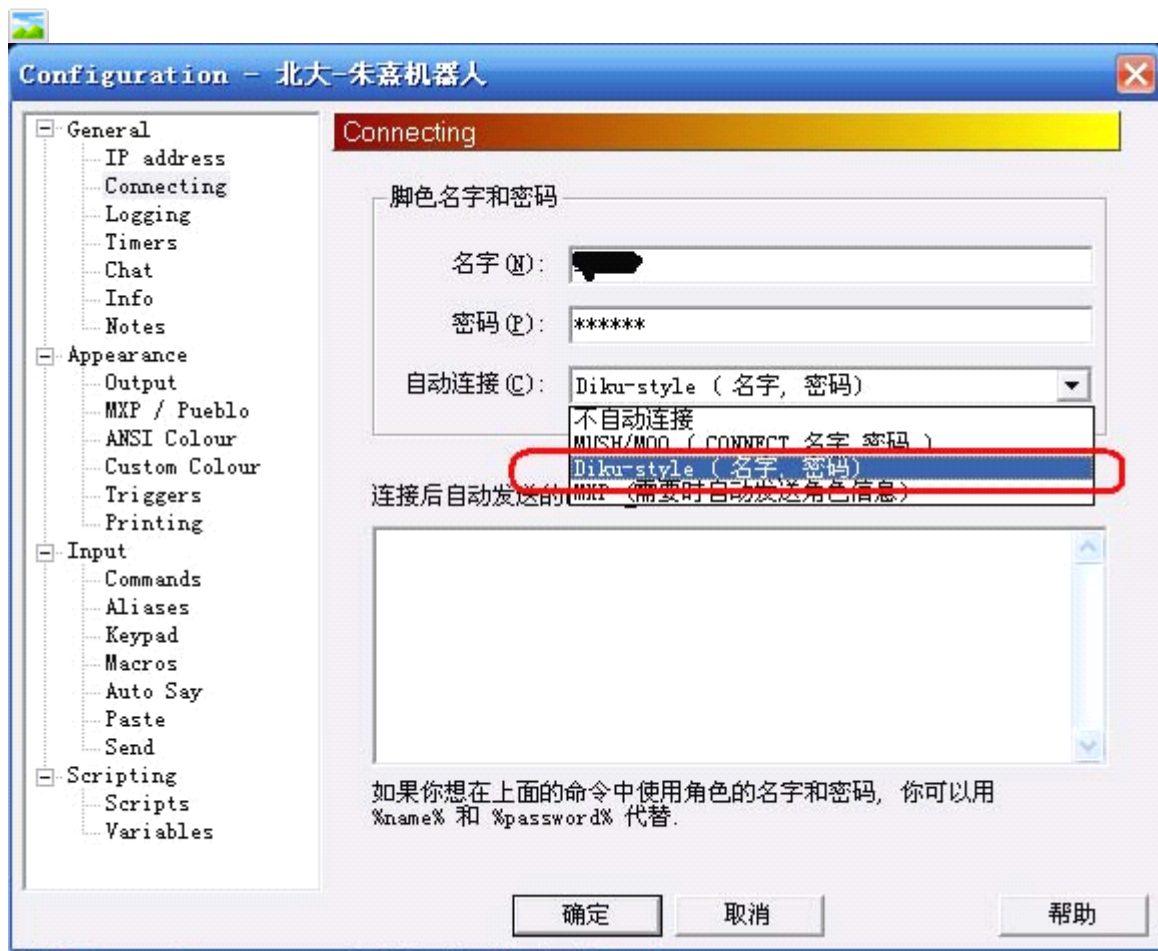 Configuration - 北大-朱熹机器人
General
IP address
Connecting
Logging
Timers
Chat
Info
Notes
Appearance
Output
MXP / Pueblo
ANSI Colour
Custom Colour
Triggers
Printing
Input
Commands
Aliases
Keypad
Macros
Auto Say
Paste
Send
Scripting
Scripts
Variables
Connecting
脚色名字和密码
名字(N):
密码(P): ******
自动连接(C): Diku-style ( 名字, 密码)
不自动连接
MUSH/MOO ( CONNECT 名字 密码 )
Diku-style ( 名字, 密码)
连接后自动发送的
MXP (需要时自动发送角色信息)
如果你想在上面的命令中使用角色的名字和密码, 你可以用
%name% 和 %password% 代替.
确定
取消
帮助